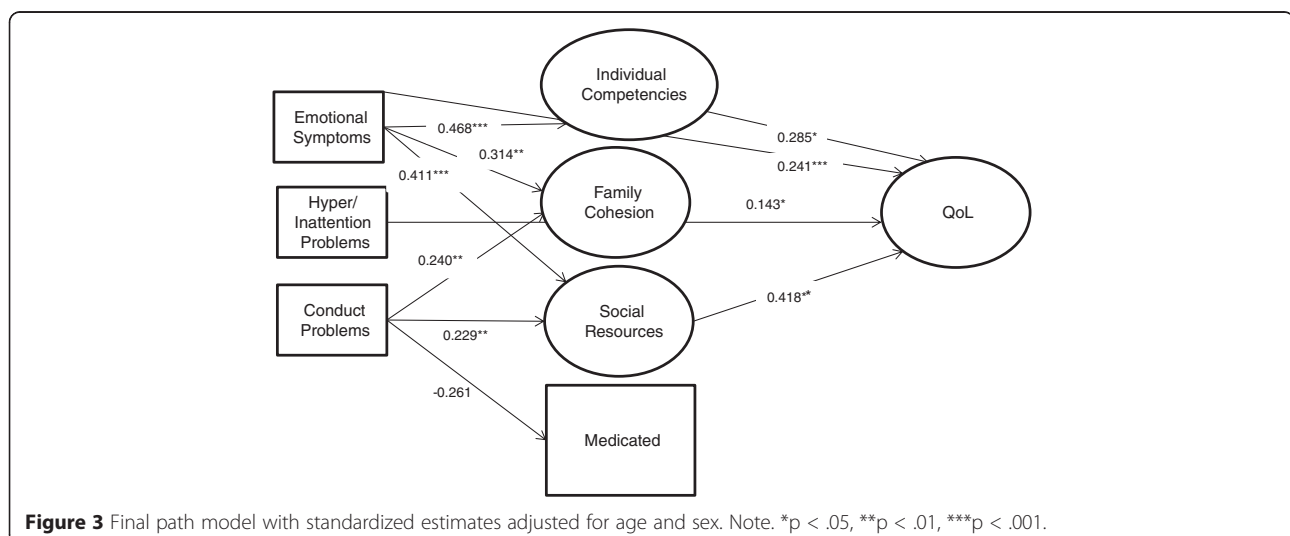 Individual
Competencies
Emotional
Symptoms
0.468***
0.285*
0.314**
0.241***
0.411***
Hyper/
Inattention
Problems
Family
Cohesion
0.143*
QoL
0.240**
0.418**
Conduct
Problems
Social
Resources
0.229**
-0.261
Medicated
Figure 3 Final path model with standardized estimates adjusted for age and sex. Note. *p < .05, **p < .01, ***p < .001.